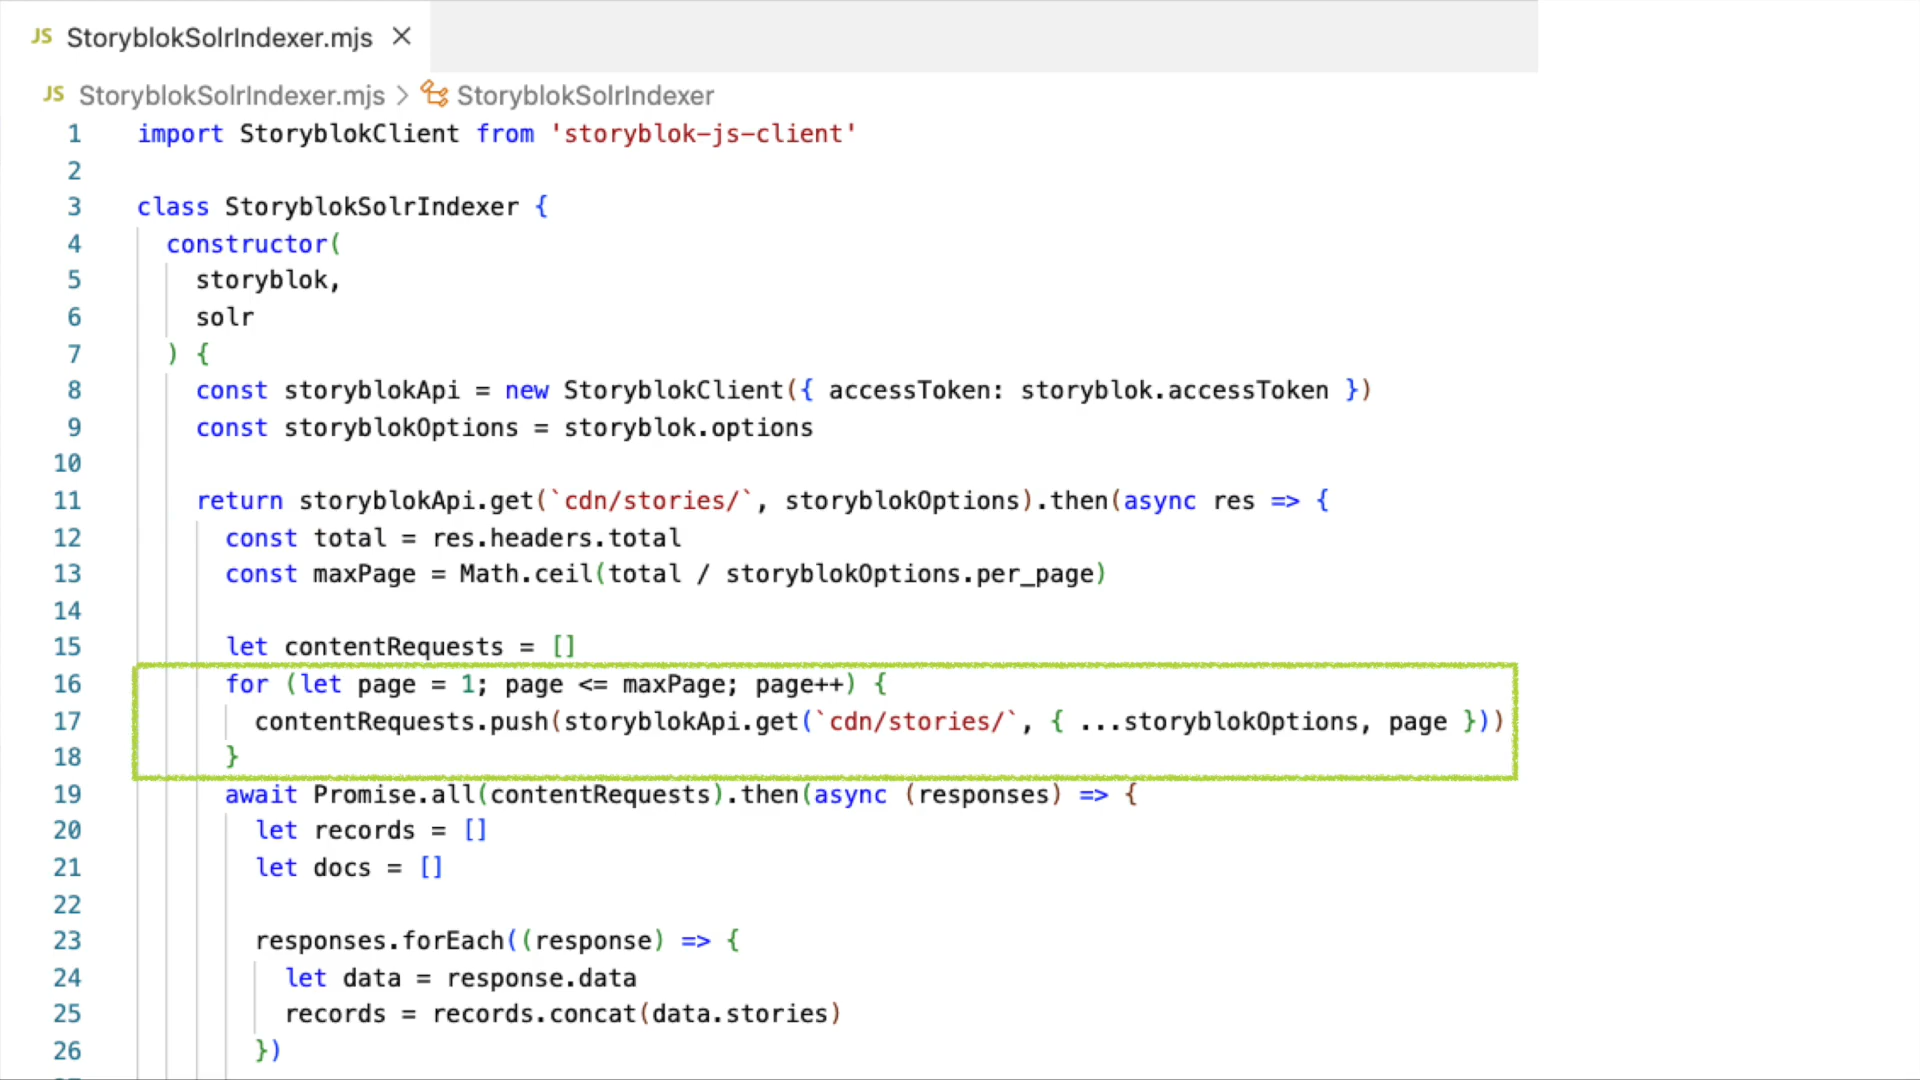 JS StoryblokSolrIndexer.mjs ×
JS StoryblokSolrIndexer.mjs > StoryblokSolrIndexer
1 import StoryblokClient from 'storyblok-js-client'
2
3 class StoryblokSolrIndexer {
4 constructor(
5 storyblok,
6 solr
7 ) {
8 const storyblokApi = new StoryblokClient({ accessToken: storyblok.accessToken })
9 const storyblokOptions = storyblok.options
10
11 return storyblokApi.get(`cdn/stories/`, storyblokOptions).then(async res => {
12 const total = res.headers.total
13 const maxPage = Math.ceil(total / storyblokOptions.per_page)
14
15 let contentRequests = []
16 for (let page = 1; page <= maxPage; page++) {
17 contentRequests.push(storyblokApi.get(`cdn/stories/`, { ...storyblokOptions, page }))
18 }
19 await Promise.all(contentRequests).then(async (responses) => {
20 let records = []
21 let docs = []
22
23 responses.forEach((response) => {
24 let data = response.data
25 records = records.concat(data.stories)
26 })